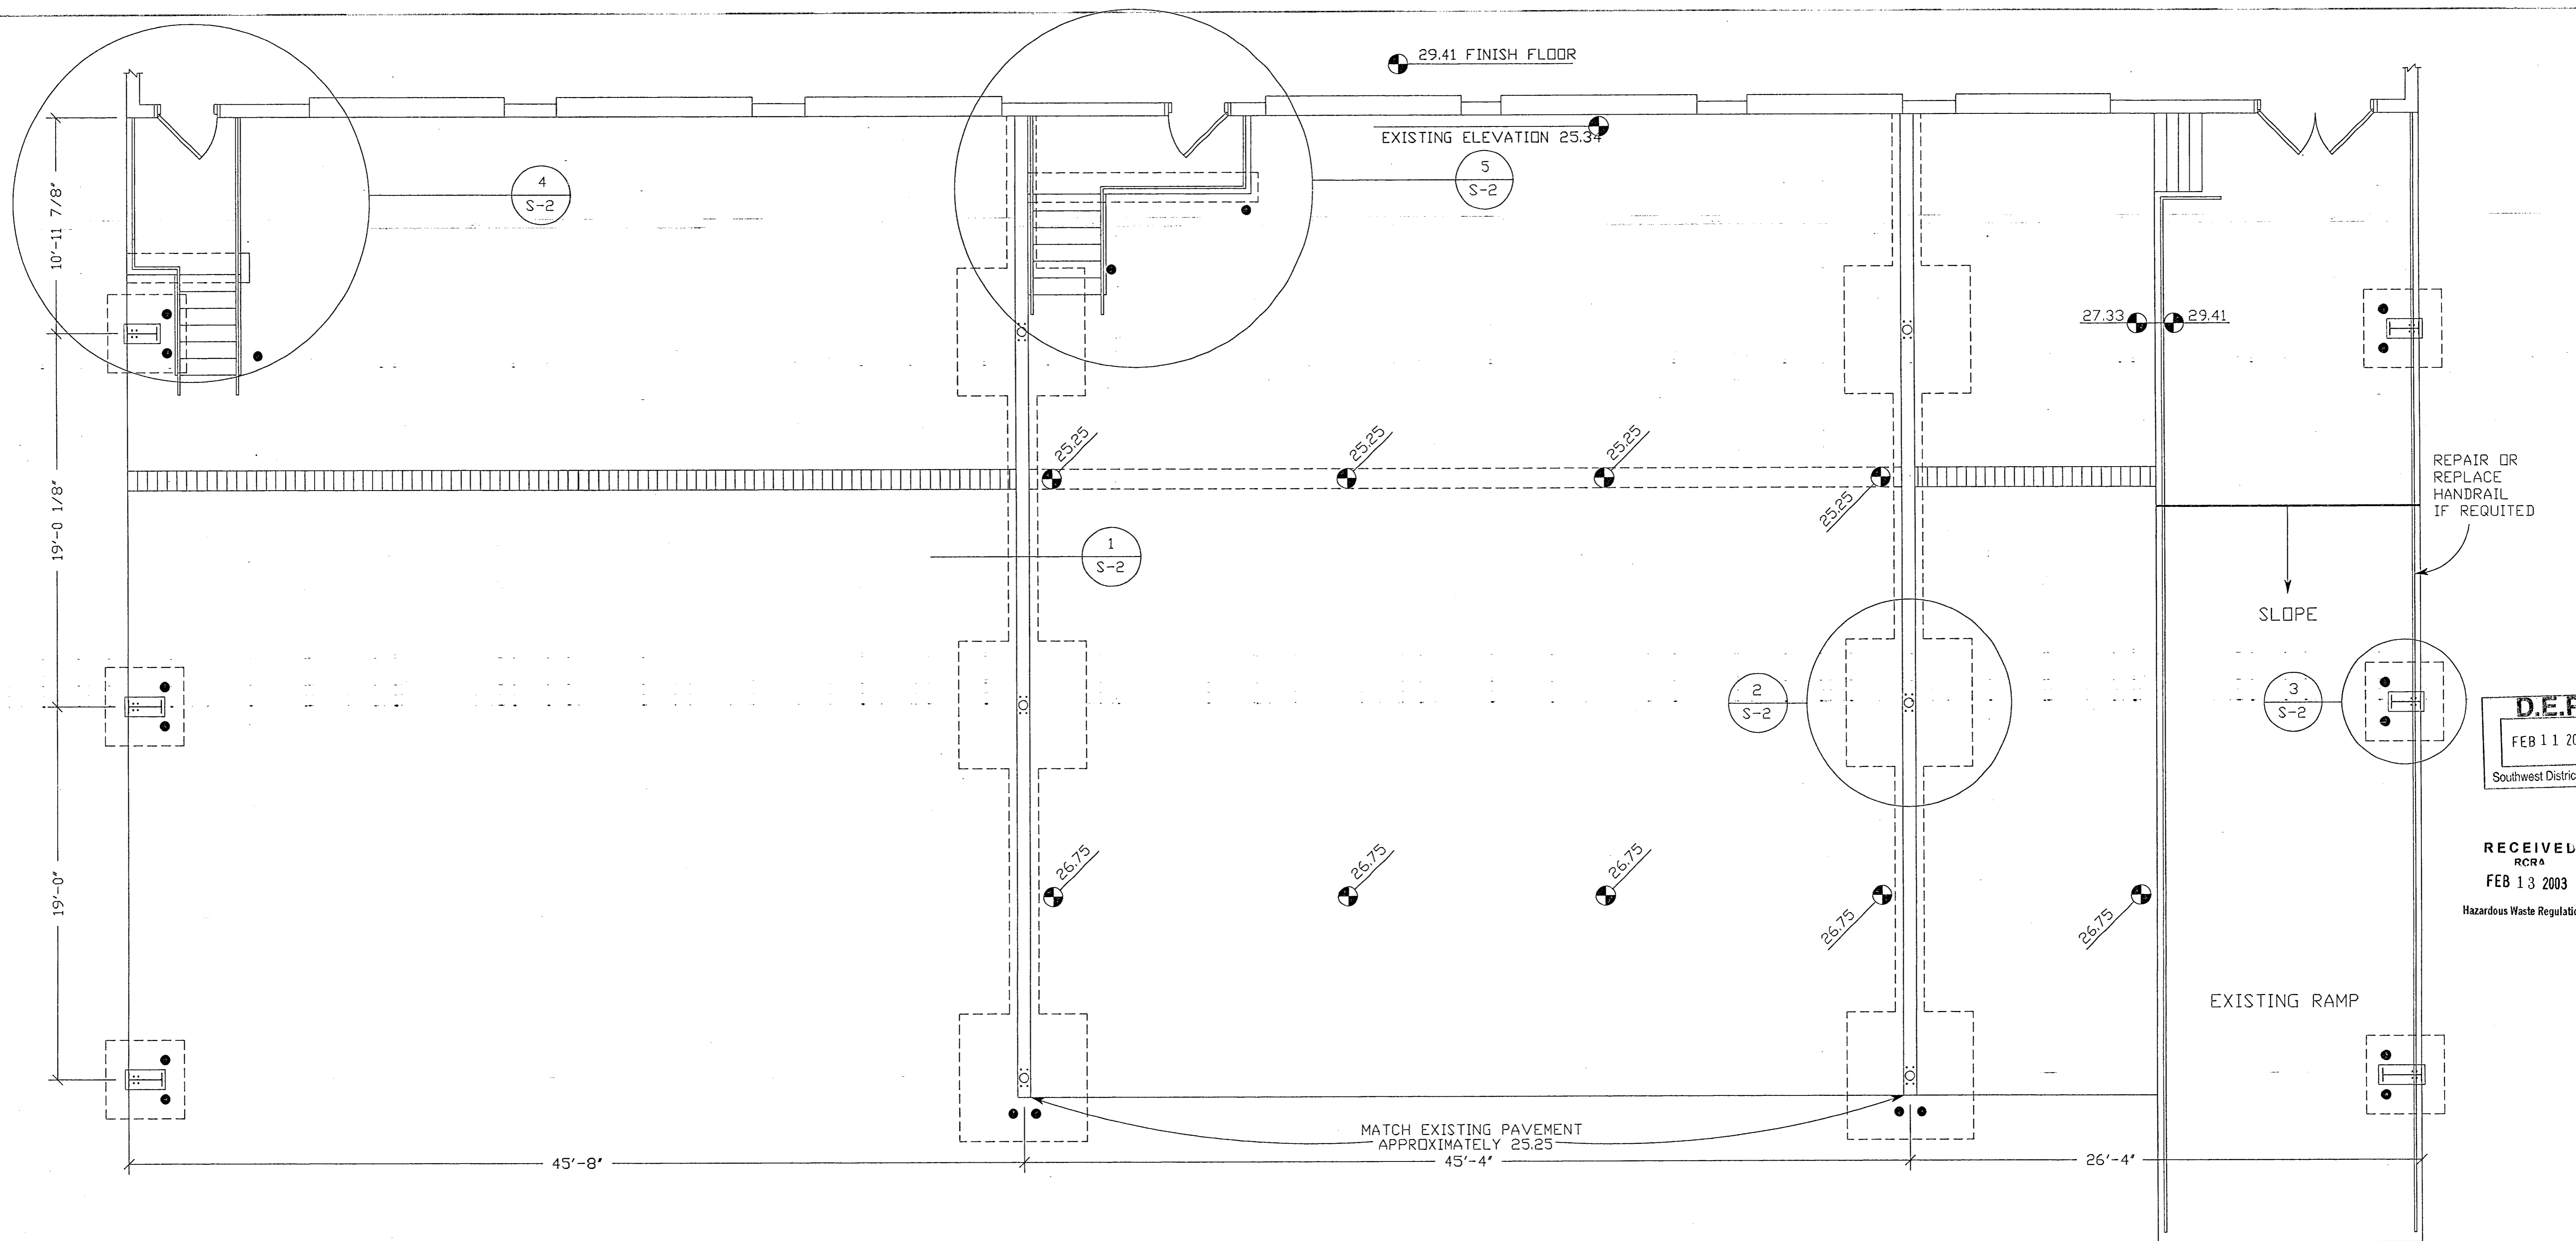 29.41 FINISH FLOOR
EXISTING ELEVATION 25.34
4
S-2
5
S-2
10'-11 7/8"
27.33
29.41
25.25
25.25
25.25
25.25
REPAIR OR
REPLACE
HANDRAIL
IF REQUITED
19'-0 1/8"
1
S-2
SLOPE
2
S-2
3
S-2
D.E.P
FEB 11 20
Southwest Distric
RECEIVED
RCRA
FEB 13 2003
Hazardous Waste Regulatio
19'-0"
26.75
26.75
26.75
26.75
26.75
EXISTING RAMP
MATCH EXISTING PAVEMENT
APPROXIMATELY 25.25
45'-8"
45'-4"
26'-4"